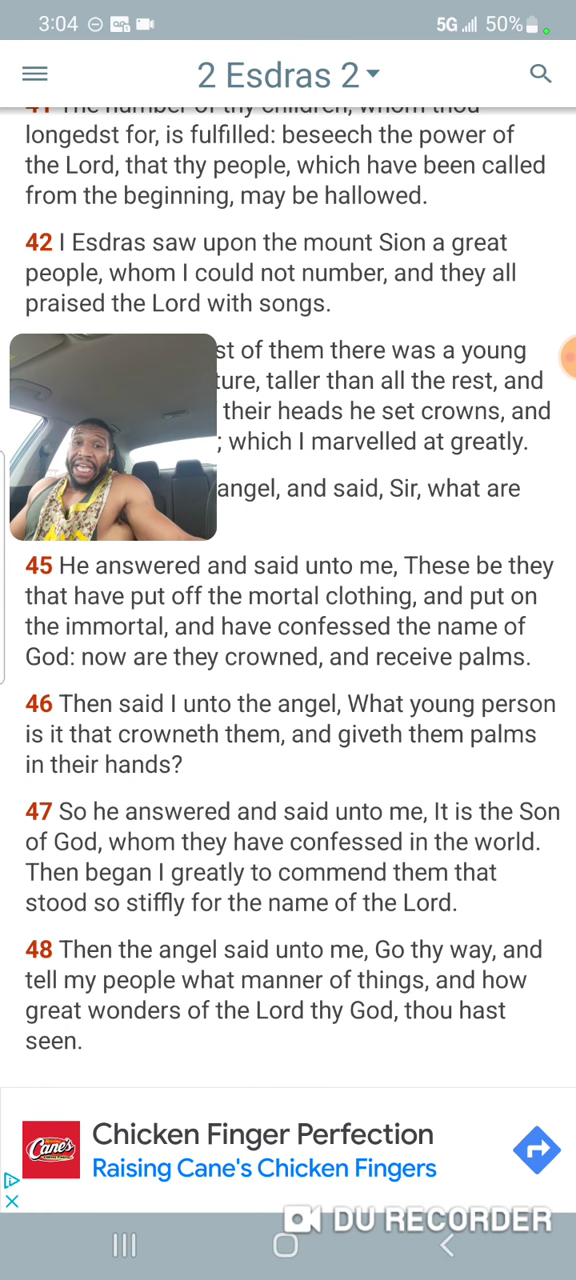 3:04
5G 50%
2 Esdras 2
41 The number of thy children, whom thou
longedst for, is fulfilled: beseech the power of
the Lord, that thy people, which have been called
from the beginning, may be hallowed.
42 I Esdras saw upon the mount Sion a great
people, whom I could not number, and they all
praised the Lord with songs.
st of them there was a young
ture, taller than all the rest, and
their heads he set crowns, and
; which I marvelled at greatly.
angel, and said, Sir, what are
45 He answered and said unto me, These be they
that have put off the mortal clothing, and put on
the immortal, and have confessed the name of
God: now are they crowned, and receive palms.
46 Then said I unto the angel, What young person
is it that crowneth them, and giveth them palms
in their hands?
47 So he answered and said unto me, It is the Son
of God, whom they have confessed in the world.
Then began I greatly to commend them that
stood so stiffly for the name of the Lord.
48 Then the angel said unto me, Go thy way, and
tell my people what manner of things, and how
great wonders of the Lord thy God, thou hast
seen.
Cane's
Chicken Finger Perfection
Raising Cane's Chicken Fingers
DU RECORDER